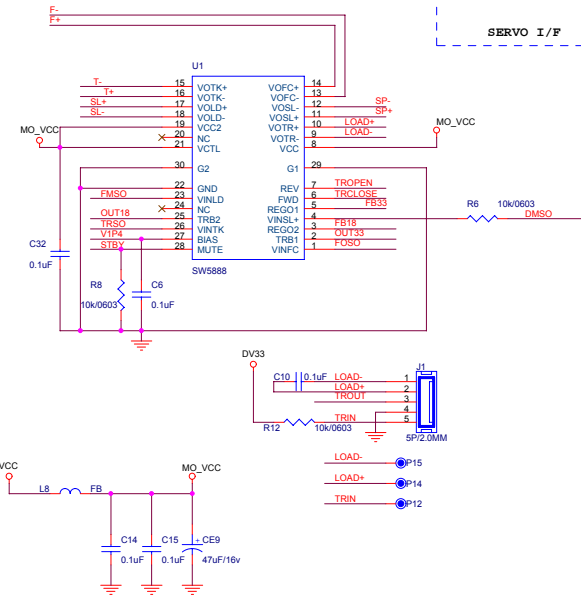 F-
F+
SERVO I/F
U1
T- 15 VOTK+ VOFC+ 14
T+ 16 VOTK- VOFC- 13
SL+ 17 VOLD+ VOSL- 12 SP-
SL- 18 VOLD- VOSL+ 11 SP+
19 VCC2 VOTR+ 10 LOAD+
MO_VCC 20 NC VOTR- 9 LOAD- MO_VCC
21 VCTL VCC 8
30 G2 G1 29
22 GND REV 7 TROPEN
FMSO 23 VINLD FWD 6 TRCLOSE
24 NC REGO1 5 FB33 R6 10k/0603
OUT18 25 TRB2 VINSL+ 4 DMSO
TRSO 26 VINTK REGO2 3 FB18
V1P4 27 BIAS TRB1 2 OUT33
STBY 28 MUTE VINFC 1 FOSO
C32
0.1uF
SW5888
R8
10k/0603
C6
0.1uF
DV33
J1
C10 0.1uF LOAD- 1
LOAD+ 2
TROUT 3
4
TRIN 5
R12 10k/0603
5P/2.0MM
LOAD- P15
LOAD+ P14
TRIN P12
VCC MO_VCC
L8 FB
C14
0.1uF
C15
0.1uF
+ CE9
47uF/16v